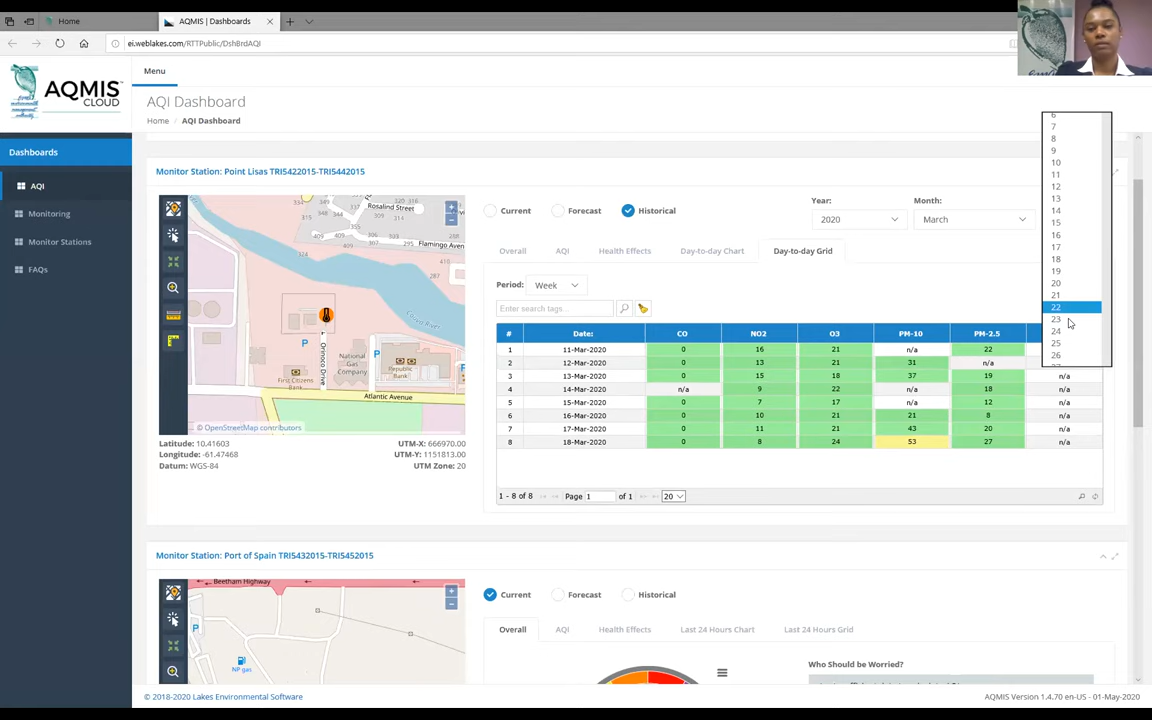 Home
AQMIS | Dashboards
ei.weblakes.com/RTTPublic/DshBrdAQI
AQMIS
CLOUD
Menu
AQI Dashboard
Home / AQI Dashboard
Dashboards
AQI
Monitoring
Monitor Stations
FAQs
Monitor Station: Point Lisas TRI5422015-TRI5442015
Rosalind Street
Flamingo Aven
324
Orinoco Drive
National Gas Company
First Citizens Bank
Republic Bank
Atlantic Avenue
© OpenStreetMap contributors
Latitude: 10.41603 UTM-X: 666970.00
Longitude: -61.47468 UTM-Y: 1151813.00
Datum: WGS-84 UTM Zone: 20
Current Forecast Historical
Year: Month:
2020 March
Overall AQI Health Effects Day-to-day Chart Day-to-day Grid
Period: Week
Enter search tags...
# Date: CO NO2 O3 PM-10 PM-2.5
1 11-Mar-2020 0 16 21 n/a 22
2 12-Mar-2020 0 13 21 31 n/a
3 13-Mar-2020 0 15 18 37 19 n/a
4 14-Mar-2020 n/a 9 22 n/a 18 n/a
5 15-Mar-2020 0 7 17 n/a 12 n/a
6 16-Mar-2020 0 10 21 21 8 n/a
7 17-Mar-2020 0 11 21 43 20 n/a
8 18-Mar-2020 0 8 24 53 27 n/a
1 - 8 of 8 Page 1 of 1 20
6
7
8
9
10
11
12
13
14
15
16
17
18
19
20
21
22
23
24
25
26
Monitor Station: Port of Spain TRI5432015-TRI5452015
Beetham Highway
NP gas
Current Forecast Historical
Overall AQI Health Effects Last 24 Hours Chart Last 24 Hours Grid
Who Should be Worried?
© 2018-2020 Lakes Environmental Software
AQMIS Version 1.4.70 en-US - 01-May-2020